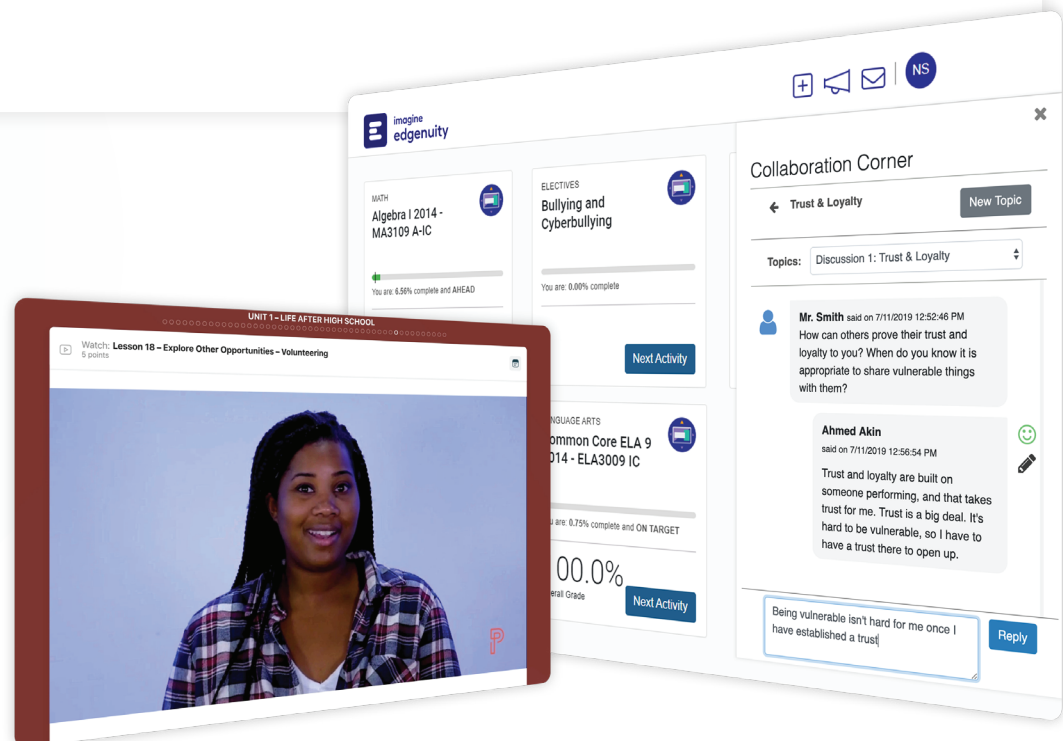 NS
imagine
edgenuity
MATH
Algebra I 2014 -
MA3109 A-IC
You are: 6.56% complete and AHEAD
ELECTIVES
Bullying and
Cyberbullying
You are: 0.00% complete
Next Activity
ELA 9
- ELA3009 IC
are: 0.75% complete and ON TARGET
00.0%
Grade
Next Activity
Collaboration Corner
Trust & Loyalty
New Topic
Topics:
Discussion 1: Trust & Loyalty
Mr. Smith said on 7/11/2019 12:52:46 PM
How can others prove their trust and
loyalty to you? When do you know it is
appropriate to share vulnerable things
with them?
Ahmed Akin
said on 7/11/2019 12:56:54 PM
Trust and loyalty are built on
someone performing, and that takes
trust for me. Trust is a big deal. It's
hard to be vulnerable, so I have to
have a trust there to open up.
Being vulnerable isn't hard for me once I
have established a trust
Reply
UNIT 1 – LIFE AFTER HIGH SCHOOL
Watch: Lesson 18 – Explore Other Opportunities – Volunteering
5 points